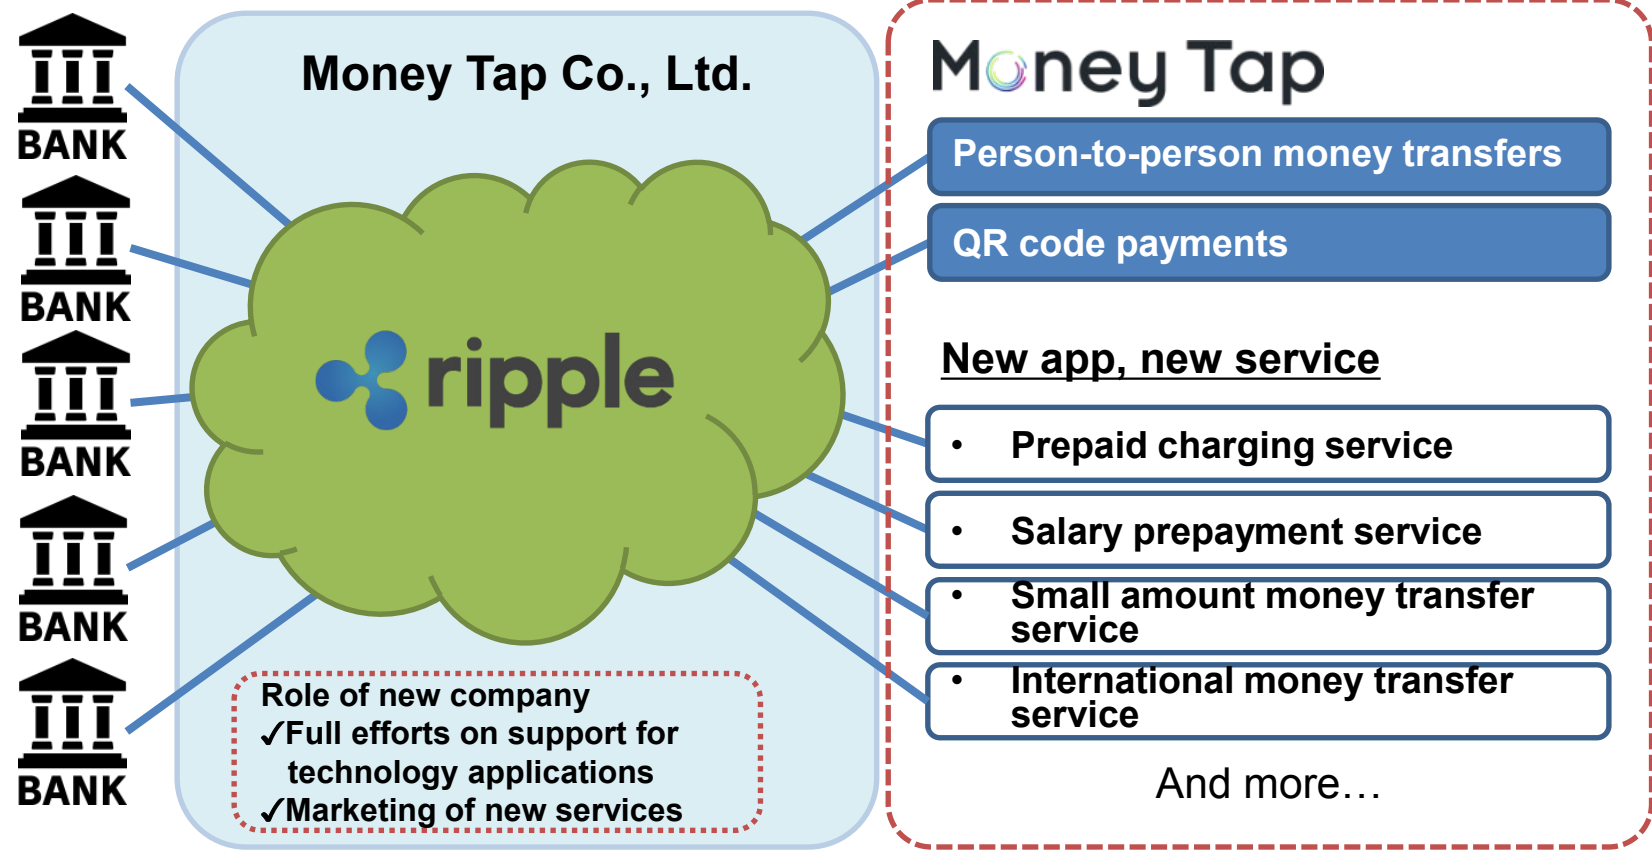 BANK
BANK
BANK
BANK
BANK
Money Tap Co., Ltd.
ripple
Role of new company
✓Full efforts on support for
technology applications
✓Marketing of new services
Money Tap
Person-to-person money transfers
QR code payments
New app, new service
• Prepaid charging service
• Salary prepayment service
• Small amount money transfer
service
• International money transfer
service
And more…